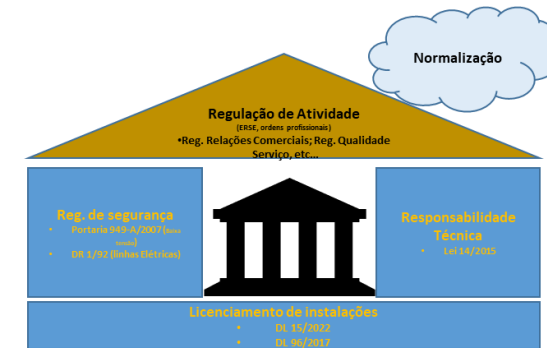 Normalização
Regulação de Atividade
(ERSE, ordens profissionais)
•Reg. Relações Comerciais; Reg. Qualidade
Serviço, etc...
Reg. de segurança
• Portaria 949-A/2007 (Baixa
tensão)
• DR 1/92 (linhas Elétricas)
Responsabilidade
Técnica
• Lei 14/2015
Licenciamento de instalações
• DL 15/2022
• DL 96/2017